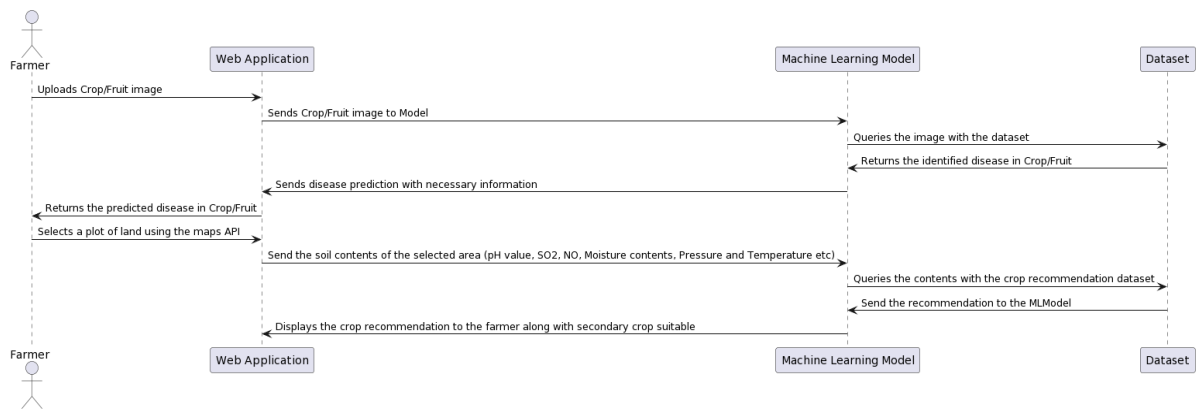 Farmer
Web Application
Machine Learning Model
Dataset
Uploads Crop/Fruit image
Sends Crop/Fruit image to Model
Queries the image with the dataset
Returns the identified disease in Crop/Fruit
Sends disease prediction with necessary information
Returns the predicted disease in Crop/Fruit
Selects a plot of land using the maps API
Send the soil contents of the selected area (pH value, SO2, NO, Moisture contents, Pressure and Temperature etc)
Queries the contents with the crop recommendation dataset
Send the recommendation to the MLModel
Displays the crop recommendation to the farmer along with secondary crop suitable
Farmer
Web Application
Machine Learning Model
Dataset